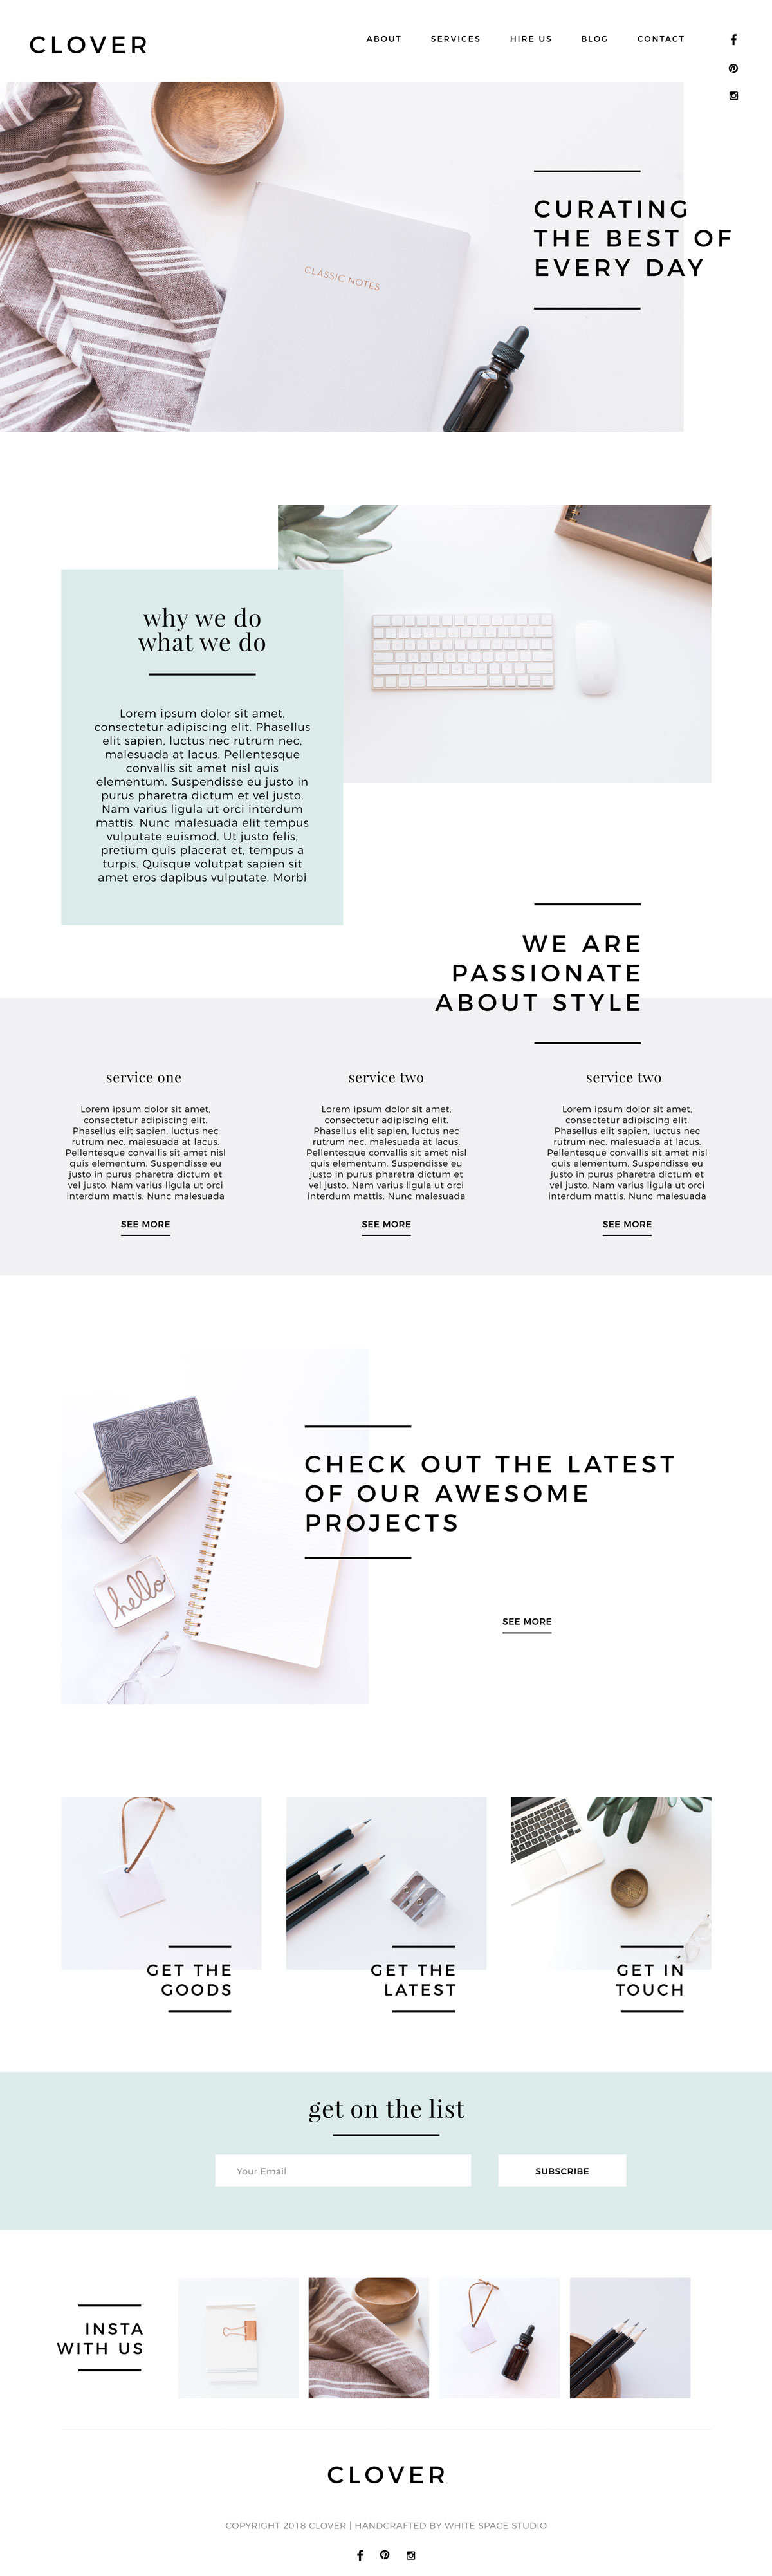 CLOVER
ABOUT SERVICES HIRE US BLOG CONTACT
CLASSIC NOTES
CURATING
THE BEST OF
EVERY DAY
why we do
what we do
Lorem ipsum dolor sit amet,
consectetur adipiscing elit. Phasellus
elit sapien, luctus nec rutrum nec,
malesuada at lacus. Pellentesque
convallis sit amet nisl quis
elementum. Suspendisse eu justo in
purus pharetra dictum et vel justo.
Nam varius ligula ut orci interdum
mattis. Nunc malesuada elit tempus
vulputate euismod. Ut justo felis,
pretium quis placerat et, tempus a
turpis. Quisque volutpat sapien sit
amet eros dapibus vulputate. Morbi
WE ARE
PASSIONATE
ABOUT STYLE
service one
Lorem ipsum dolor sit amet,
consectetur adipiscing elit.
Phasellus elit sapien, luctus nec
rutrum nec, malesuada at lacus.
Pellentesque convallis sit amet nisl
quis elementum. Suspendisse eu
justo in purus pharetra dictum et
vel justo. Nam varius ligula ut orci
interdum mattis. Nunc malesuada
SEE MORE
service two
Lorem ipsum dolor sit amet,
consectetur adipiscing elit.
Phasellus elit sapien, luctus nec
rutrum nec, malesuada at lacus.
Pellentesque convallis sit amet nisl
quis elementum. Suspendisse eu
justo in purus pharetra dictum et
vel justo. Nam varius ligula ut orci
interdum mattis. Nunc malesuada
SEE MORE
service two
Lorem ipsum dolor sit amet,
consectetur adipiscing elit.
Phasellus elit sapien, luctus nec
rutrum nec, malesuada at lacus.
Pellentesque convallis sit amet nisl
quis elementum. Suspendisse eu
justo in purus pharetra dictum et
vel justo. Nam varius ligula ut orci
interdum mattis. Nunc malesuada
SEE MORE
hello
CHECK OUT THE LATEST
OF OUR AWESOME
PROJECTS
SEE MORE
GET THE
GOODS
GET THE
LATEST
GET IN
TOUCH
get on the list
Your Email
SUBSCRIBE
INSTA
WITH US
CLOVER
COPYRIGHT 2018 CLOVER | HANDCRAFTED BY WHITE SPACE STUDIO